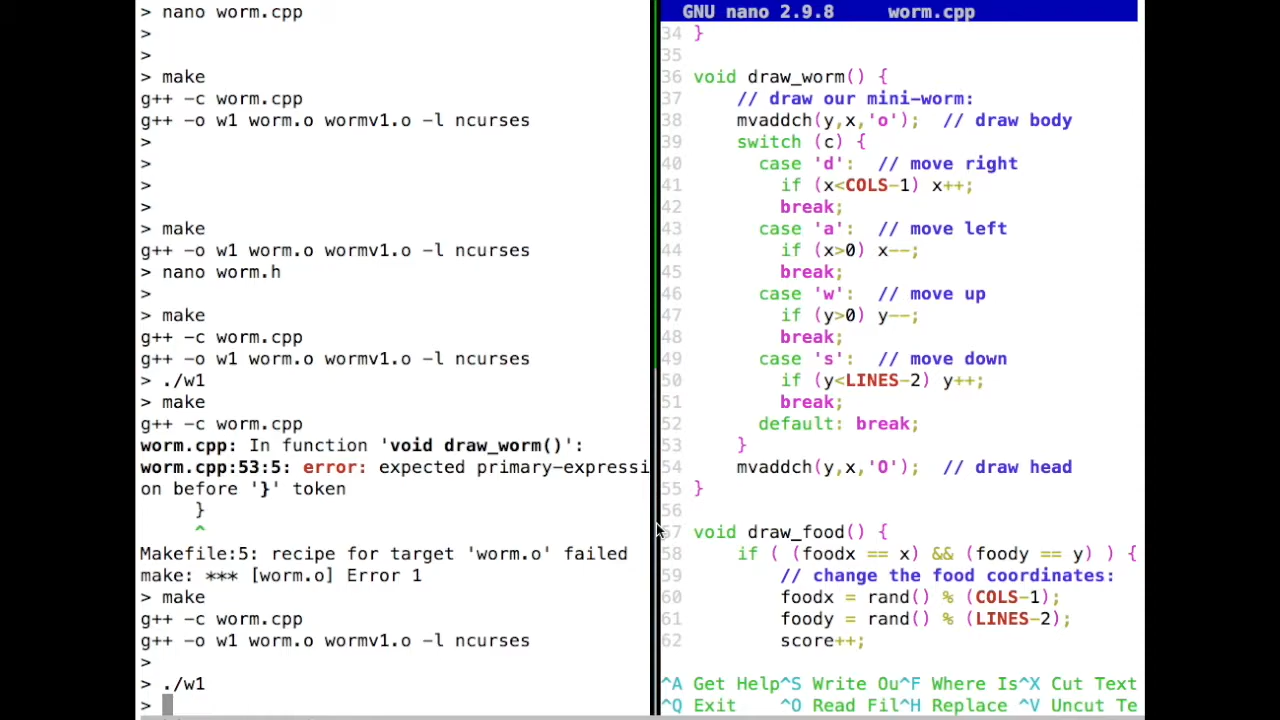 > nano worm.cpp
>
>
> make
g++ -c worm.cpp
g++ -o w1 worm.o wormv1.o -l ncurses
>
>
>
> make
g++ -o w1 worm.o wormv1.o -l ncurses
> nano worm.h
>
> make
g++ -c worm.cpp
g++ -o w1 worm.o wormv1.o -l ncurses
> ./w1
> make
g++ -c worm.cpp
worm.cpp: In function 'void draw_worm()':
worm.cpp:53:5: error: expected primary-expressi
on before '}' token
     }
     ^
Makefile:5: recipe for target 'worm.o' failed
make: *** [worm.o] Error 1
> make
g++ -c worm.cpp
g++ -o w1 worm.o wormv1.o -l ncurses
>
> ./w1
>
GNU nano 2.9.8     worm.cpp
34 }
35
36 void draw_worm() {
37     // draw our mini-worm:
38     mvaddch(y,x,'o');  // draw body
39     switch (c) {
40       case 'd':  // move right
41         if (x<COLS-1) x++;
42         break;
43       case 'a':  // move left
44         if (x>0) x--;
45         break;
46       case 'w':  // move up
47         if (y>0) y--;
48         break;
49       case 's':  // move down
50         if (y<LINES-2) y++;
51         break;
52       default: break;
53     }
54     mvaddch(y,x,'O');  // draw head
55 }
56
57 void draw_food() {
58     if ( (foodx == x) && (foody == y) ) {
59         // change the food coordinates:
60         foodx = rand() % (COLS-1);
61         foody = rand() % (LINES-2);
62         score++;
^A Get Help^S Write Ou^F Where Is^X Cut Text
^Q Exit    ^O Read Fil^H Replace ^V Uncut Te